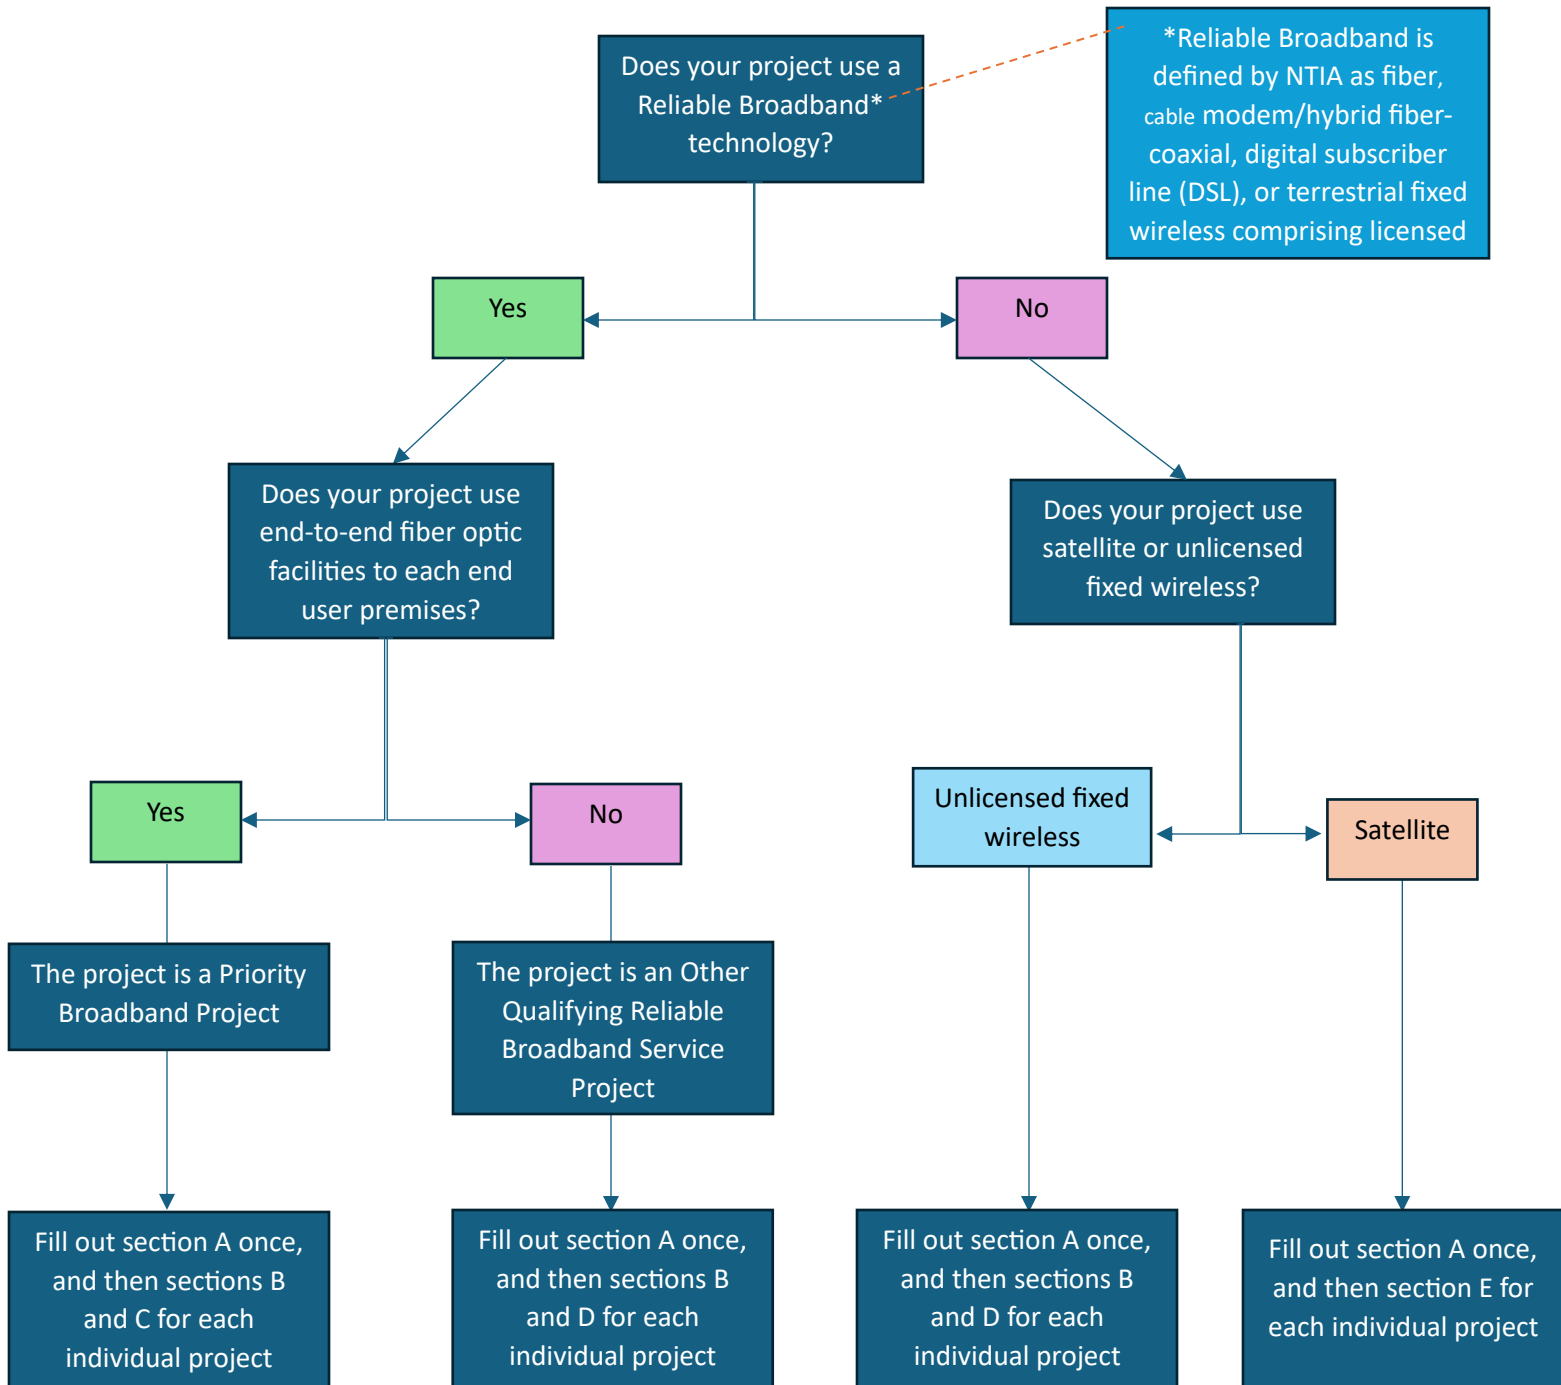 Does your project use a
Reliable Broadband*
technology?
*Reliable Broadband is
defined by NTIA as fiber,
cable modem/hybrid fiber-
coaxial, digital subscriber
line (DSL), or terrestrial fixed
wireless comprising licensed
Yes
No
Does your project use
end-to-end fiber optic
facilities to each end
user premises?
Does your project use
satellite or unlicensed
fixed wireless?
Yes
No
Unlicensed fixed
wireless
Satellite
The project is a Priority
Broadband Project
The project is an Other
Qualifying Reliable
Broadband Service
Project
Fill out section A once,
and then sections B
and C for each
individual project
Fill out section A once,
and then sections B
and D for each
individual project
Fill out section A once,
and then sections B
and D for each
individual project
Fill out section A once,
and then section E for
each individual project